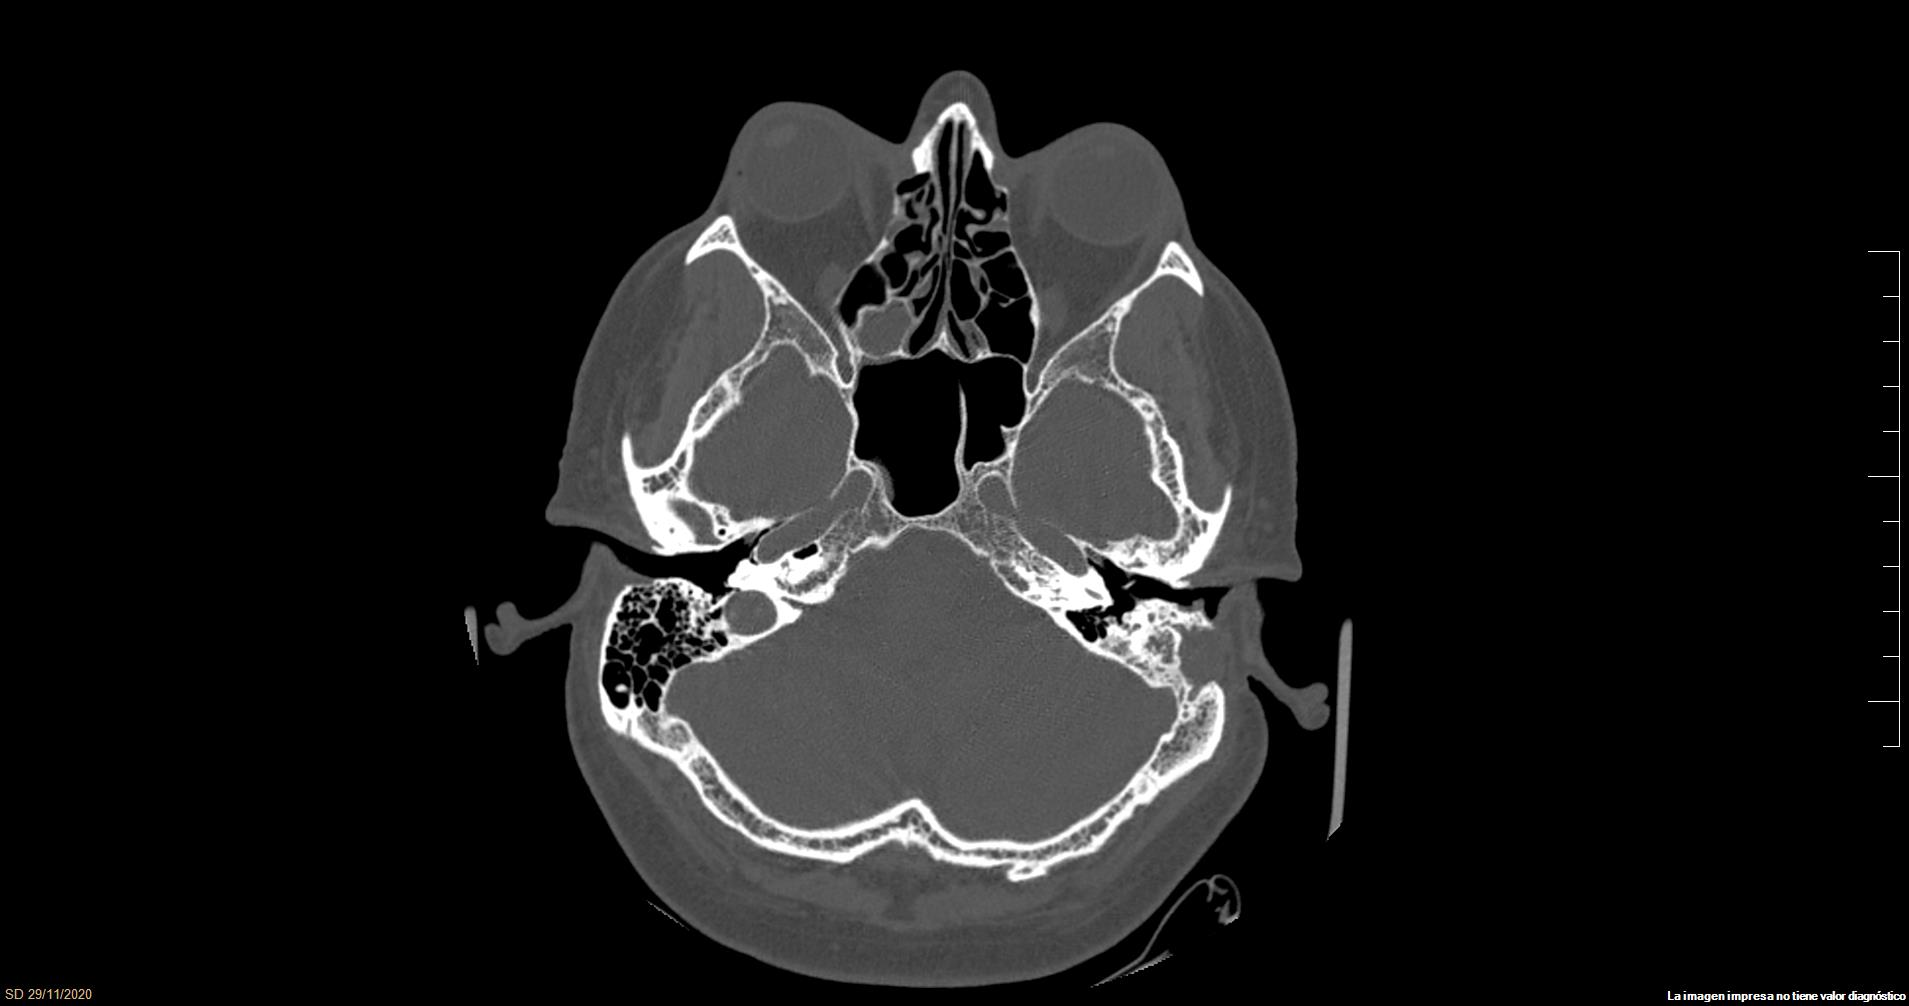 SD 29/11/2020
La imagen impresa no tiene valor diagnóstico